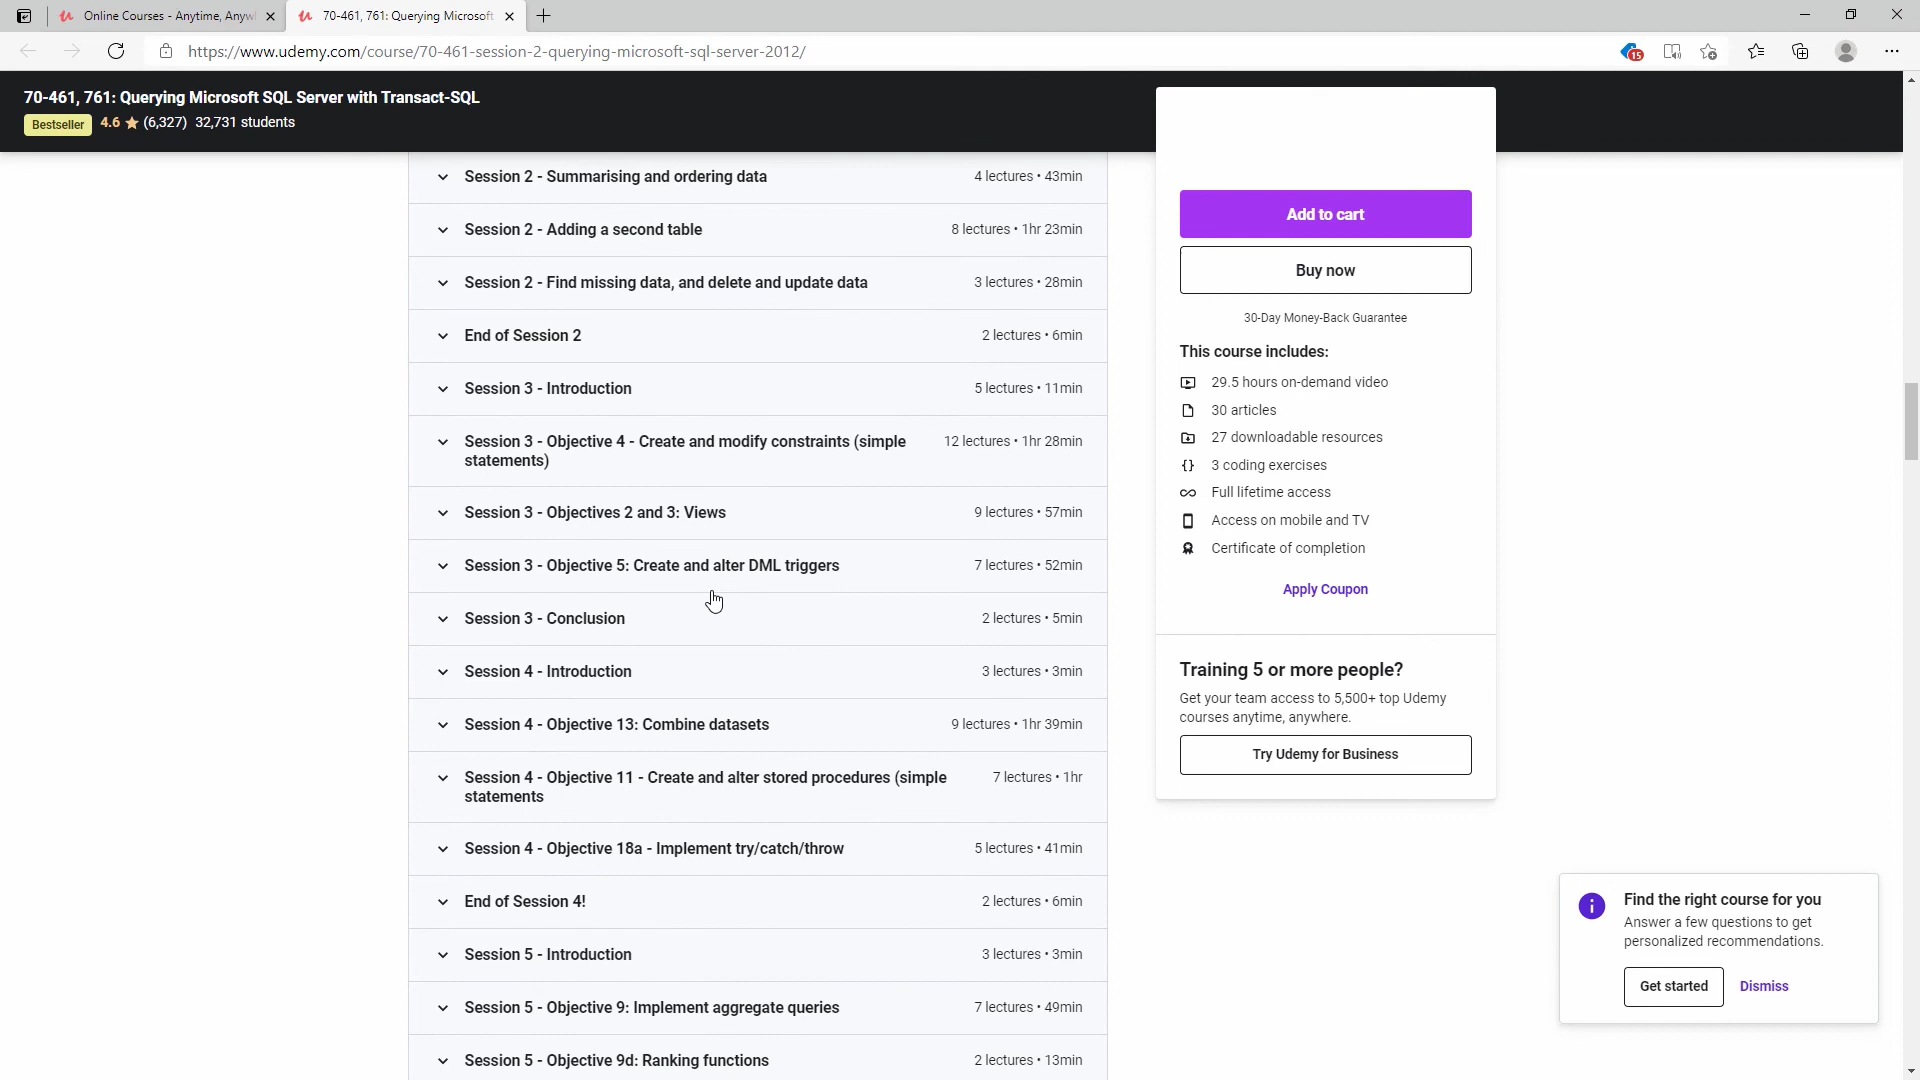 Online Courses - Anytime, Anyw
70-461, 761: Querying Microsoft
https://www.udemy.com/course/70-461-session-2-querying-microsoft-sql-server-2012/
15
70-461, 761: Querying Microsoft SQL Server with Transact-SQL
Bestseller 4.6 (6,327) 32,731 students
Session 2 - Summarising and ordering data 4 lectures • 43min
Session 2 - Adding a second table 8 lectures • 1hr 23min
Session 2 - Find missing data, and delete and update data 3 lectures • 28min
End of Session 2 2 lectures • 6min
Session 3 - Introduction 5 lectures • 11min
Session 3 - Objective 4 - Create and modify constraints (simple 12 lectures • 1hr 28min
statements)
Session 3 - Objectives 2 and 3: Views 9 lectures • 57min
Session 3 - Objective 5: Create and alter DML triggers 7 lectures • 52min
Session 3 - Conclusion 2 lectures • 5min
Session 4 - Introduction 3 lectures • 3min
Session 4 - Objective 13: Combine datasets 9 lectures • 1hr 39min
Session 4 - Objective 11 - Create and alter stored procedures (simple 7 lectures • 1hr
statements
Session 4 - Objective 18a - Implement try/catch/throw 5 lectures • 41min
End of Session 4! 2 lectures • 6min
Session 5 - Introduction 3 lectures • 3min
Session 5 - Objective 9: Implement aggregate queries 7 lectures • 49min
Session 5 - Objective 9d: Ranking functions 2 lectures • 13min
Add to cart
Buy now
30-Day Money-Back Guarantee
This course includes:
29.5 hours on-demand video
30 articles
27 downloadable resources
3 coding exercises
Full lifetime access
Access on mobile and TV
Certificate of completion
Apply Coupon
Training 5 or more people?
Get your team access to 5,500+ top Udemy
courses anytime, anywhere.
Try Udemy for Business
Find the right course for you
Answer a few questions to get
personalized recommendations.
Get started Dismiss